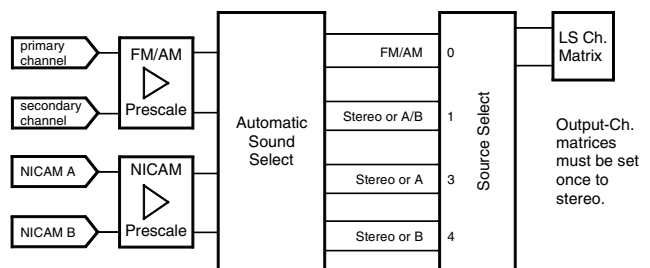 primary
channel
secondary
channel
NICAM A
NICAM B
FM/AM
Prescale
NICAM
Prescale
Automatic
Sound
Select
FM/AM
0
Stereo or A/B
1
Stereo or A
3
Stereo or B
4
Source Select
LS Ch.
Matrix
Output-Ch.
matrices
must be set
once to
stereo.